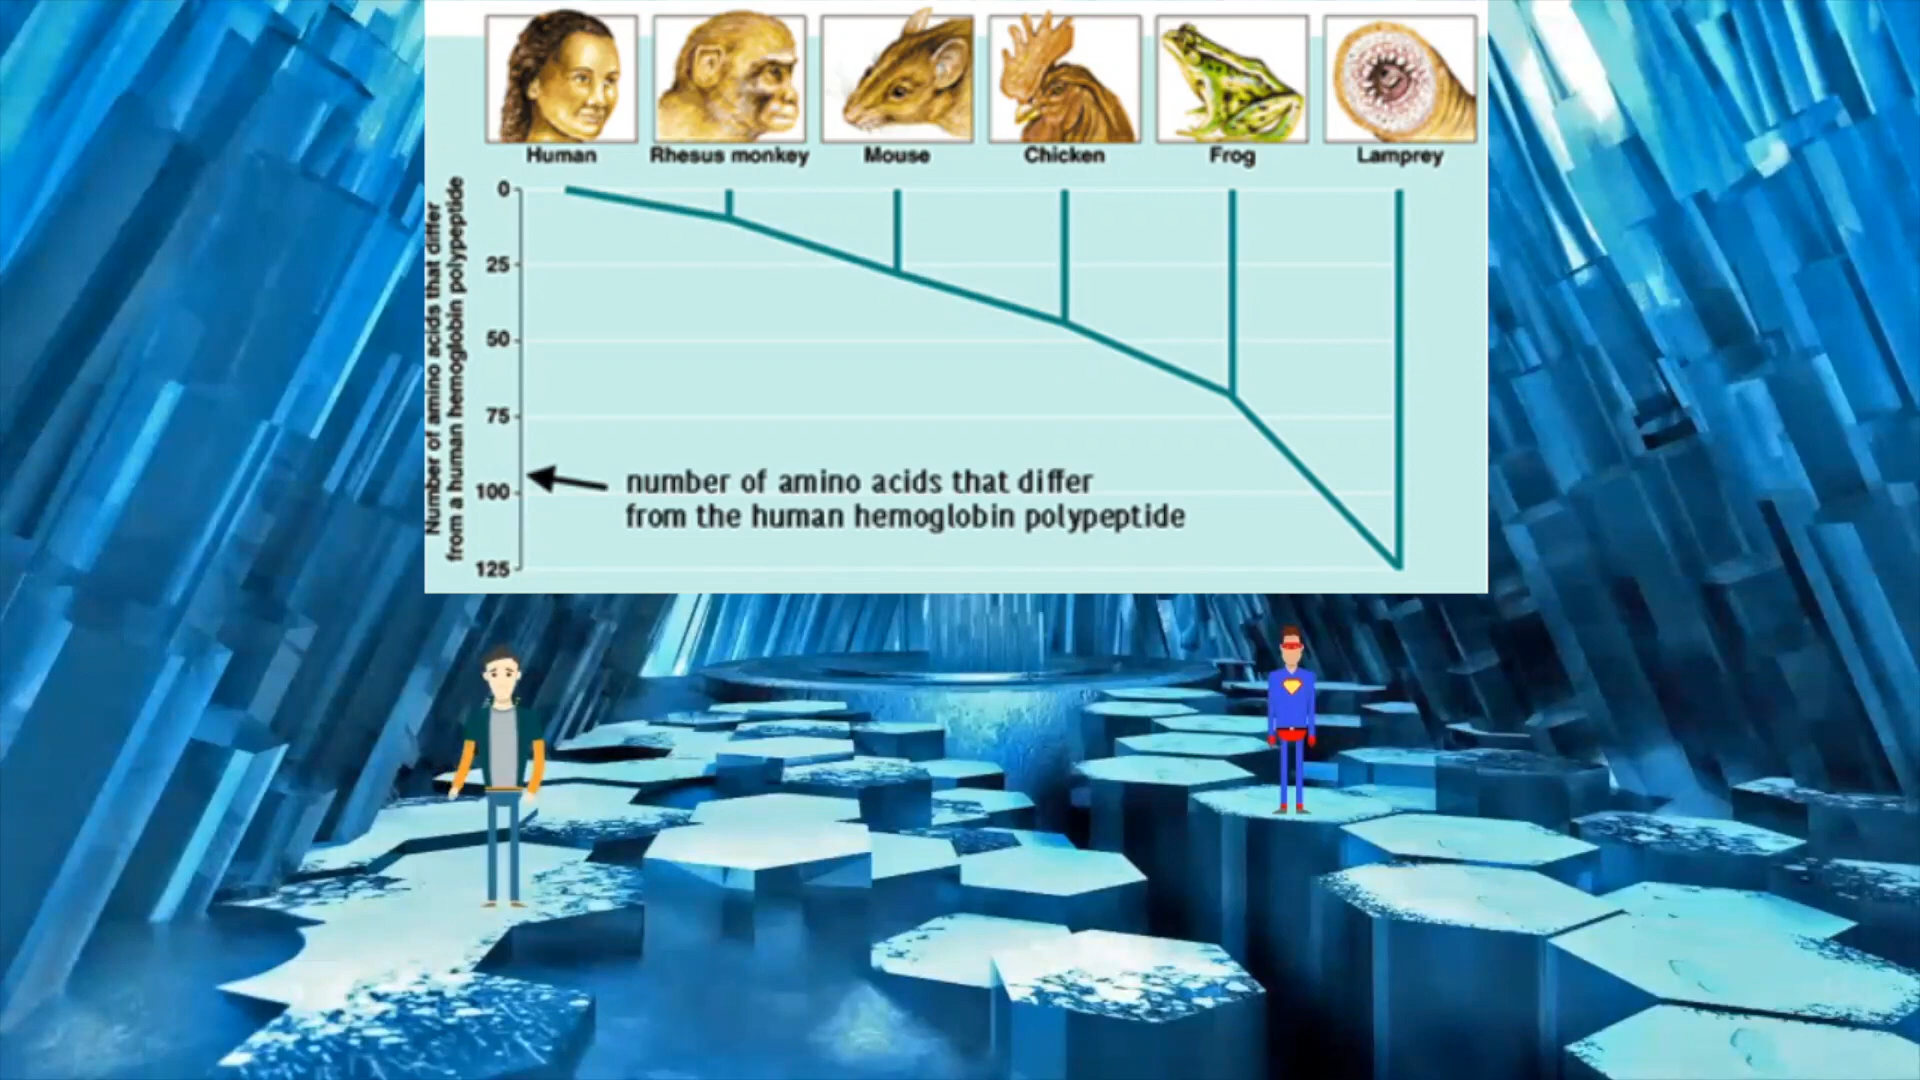 Human
Rhesus monkey
Mouse
Chicken
Frog
Lamprey
Number of amino acids that differ
from a human hemoglobin polypeptide
0
25
50
75
100
125
number of amino acids that differ
from the human hemoglobin polypeptide